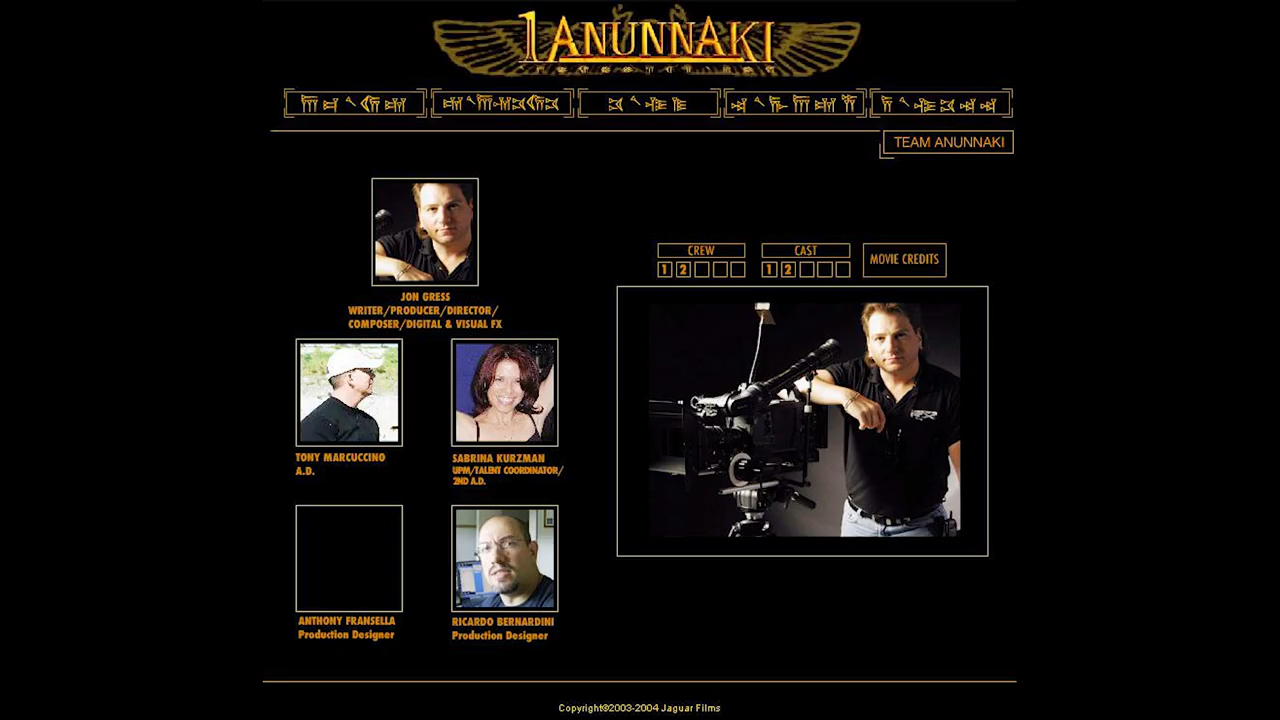 1ANUNNAKI
TEAM ANUNNAKI
JON GRESS
WRITER/PRODUCER/DIRECTOR/
COMPOSER/DIGITAL & VISUAL FX
TONY MARCUCCINO
A.D.
SABRINA KURZMAN
UPM/TALENT COORDINATOR/
2ND A.D.
ANTHONY FRANSELLA
Production Designer
RICARDO BERNARDINI
Production Designer
CREW
1 2
CAST
1 2
MOVIE CREDITS
Copyright©2003-2004 Jaguar Films